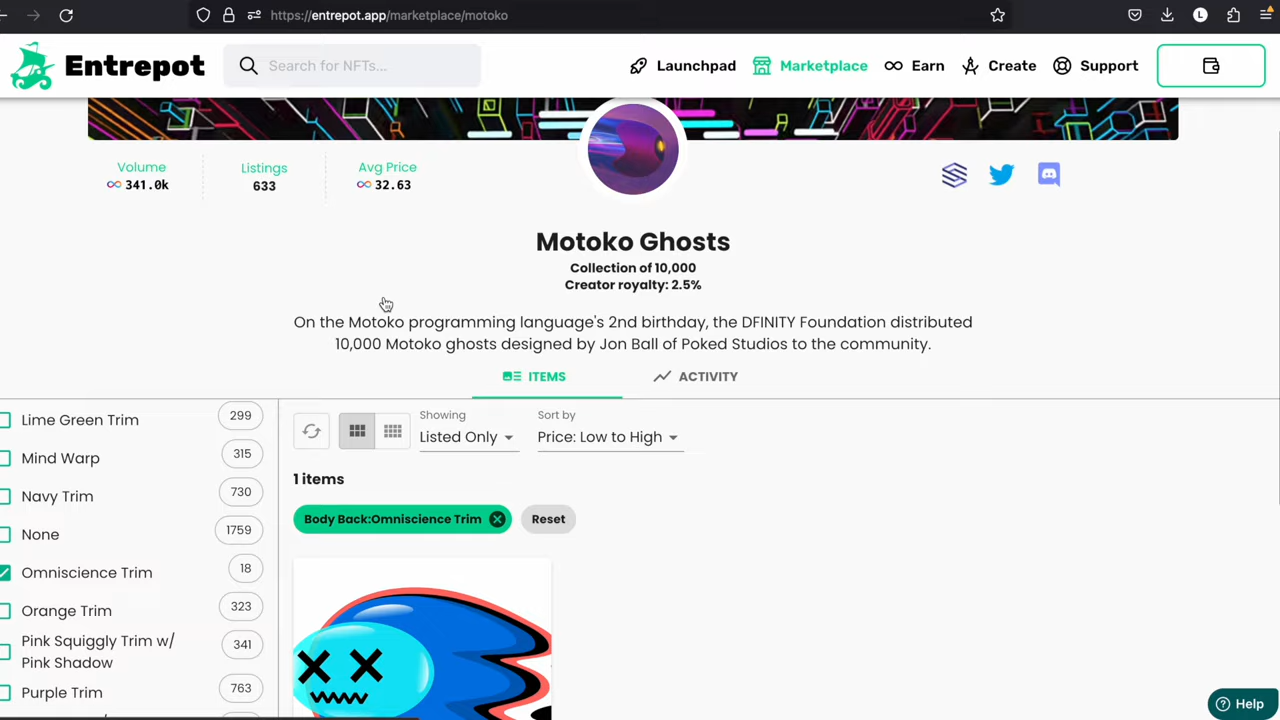 https://entrepot.app/marketplace/motoko
L
Entrepot
Search for NFTs...
Launchpad
Marketplace
Earn
Create
Support
Volume
341.0k
Listings
633
Avg Price
32.63
Motoko Ghosts
Collection of 10,000
Creator royalty: 2.5%
On the Motoko programming language's 2nd birthday, the DFINITY Foundation distributed
10,000 Motoko ghosts designed by Jon Ball of Poked Studios to the community.
ITEMS
ACTIVITY
Lime Green Trim 299
Mind Warp 315
Navy Trim 730
None 1759
Omniscience Trim 18
Orange Trim 323
Pink Squiggly Trim w/
Pink Shadow 341
Purple Trim 763
Showing
Listed Only
Sort by
Price: Low to High
1 items
Body Back:Omniscience Trim
Reset
Help